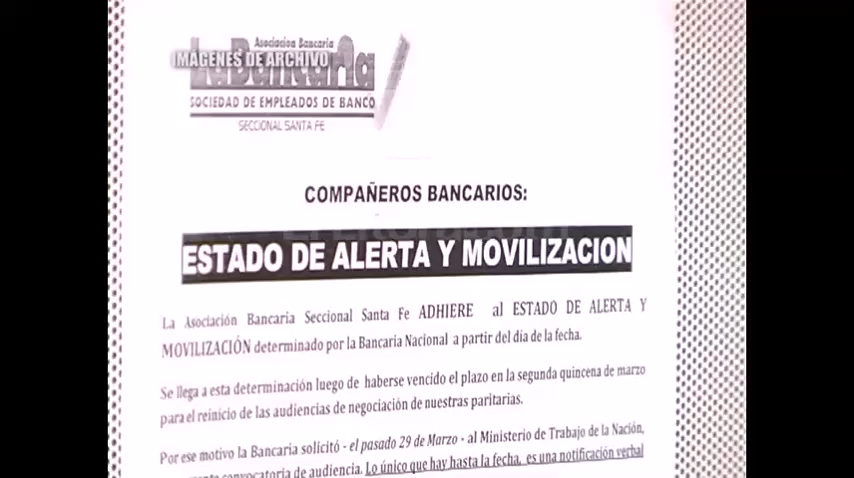 Asociacion Bancaria
IMÁGENES DE ARCHIVO
LaBancaria
SOCIEDAD DE EMPLEADOS DE BANCO
SECCIONAL SANTA FE
COMPAÑEROS BANCARIOS:
ESTADO DE ALERTA Y MOVILIZACION
La Asociación Bancaria Seccional Santa Fe ADHIERE al ESTADO DE ALERTA Y
MOVILIZACIÓN determinado por la Bancaria Nacional a partir del día de la fecha.
Se llega a esta determinación luego de haberse vencido el plazo en la segunda quincena de marzo
para el reinicio de las audiencias de negociación de nuestras paritarias.
Por ese motivo la Bancaria solicitó - el pasado 29 de Marzo - al Ministerio de Trabajo de la Nación,
convocatoria de audiencia. Lo único que hay hasta la fecha, es una notificación verbal